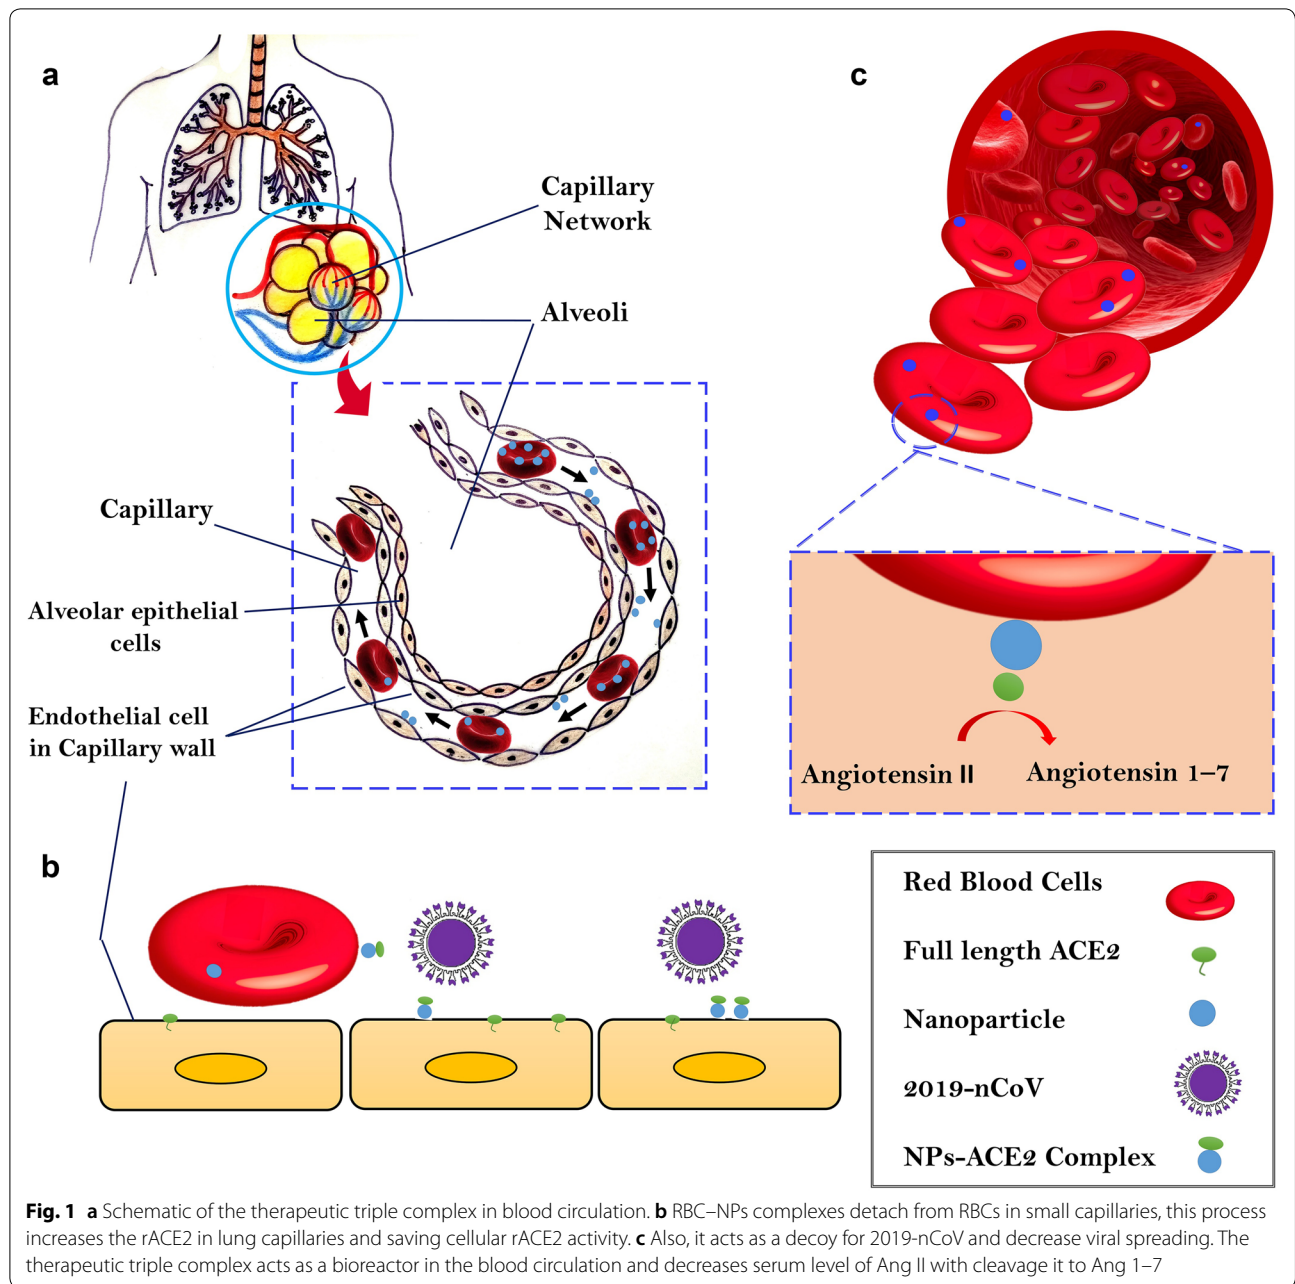 a
Capillary
Network
Alveoli
Capillary
Alveolar epithelial
cells
Endothelial cell
in Capillary wall
c
Angiotensin II
Angiotensin 1–7
b
Red Blood Cells
Full length ACE2
Nanoparticle
2019-nCoV
NPs-ACE2 Complex
Fig. 1 a Schematic of the therapeutic triple complex in blood circulation. b RBC–NPs complexes detach from RBCs in small capillaries, this process
increases the rACE2 in lung capillaries and saving cellular rACE2 activity. c Also, it acts as a decoy for 2019-nCoV and decrease viral spreading. The
therapeutic triple complex acts as a bioreactor in the blood circulation and decreases serum level of Ang II with cleavage it to Ang 1–7